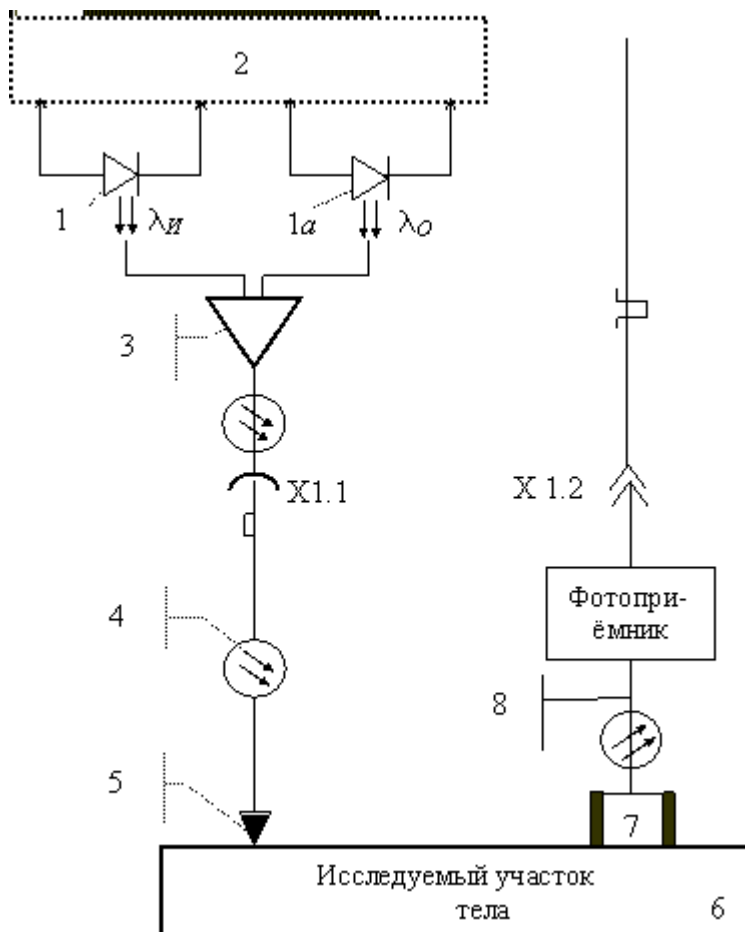 2
1
λИ
1а
λО
3
X1.1
X 1.2
Фотопри-
ёмник
4
8
5
7
Исследуемый участок
тела
6